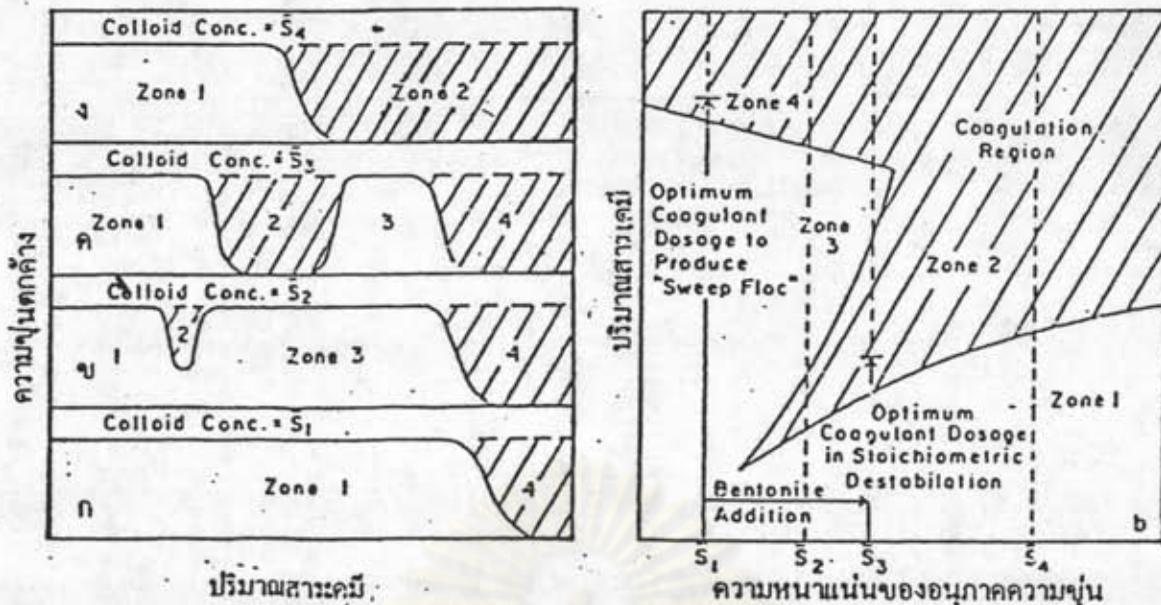 Colloid Conc. = S̄4
Zone 1
Zone 2
ง
Colloid Conc. = S̄3
Zone 1
2
3
4
ค
Colloid Conc. = S̄2
1
2
Zone 3
4
ข
Colloid Conc. = S̄1
Zone 1
4
ก
ความขุ่นตกค้าง
ปริมาณสารเคมี
Zone 4
Coagulation
Region
Optimum
Coagulant
Dosage to
Produce
"Sweep Floc"
Zone
3
Zone 2
Zone 1
Optimum
Coagulant Dosage
in Stoichiometric
Destabilation
Bentonite
Addition
b
S1
S2
S3
S4
ปริมาณสารเคมี
ความหนาแน่นของอนุภาคความขุ่น